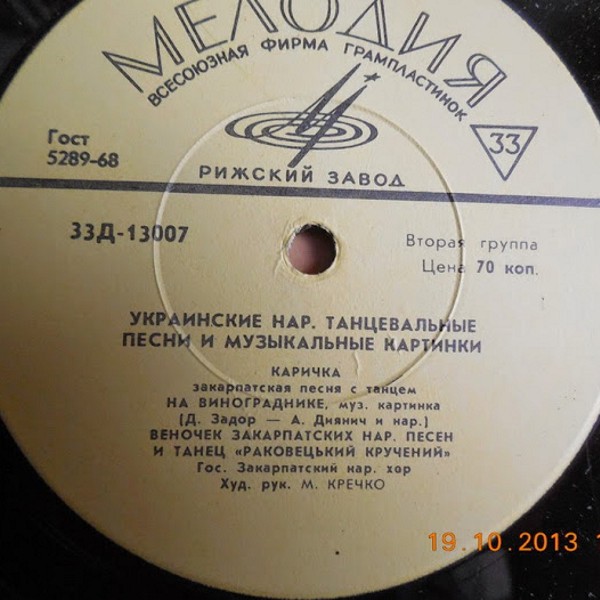 МЕЛОДИЯ
ВСЕСОЮЗНАЯ ФИРМА ГРАМПЛАСТИНОК
Гост
5289-68
33
РИЖСКИЙ ЗАВОД
33Д-13007
Вторая группа
Цена 70 коп.
УКРАИНСКИЕ НАР. ТАНЦЕВАЛЬНЫЕ
ПЕСНИ И МУЗЫКАЛЬНЫЕ КАРТИНКИ
КАРИЧКА
закарпатская песня с танцем
НА ВИНОГРАДНИКЕ, муз. картинка
(Д. Задор — А. Диянич и нар.)
ВЕНОЧЕК ЗАКАРПАТСКИХ НАР. ПЕСЕН
И ТАНЕЦ «РАКОВЕЦЬКИЙ КРУЧЕНИЙ»
Гос. Закарпатский нар. хор
Худ. рук. М. КРЕЧКО
19.10.2013